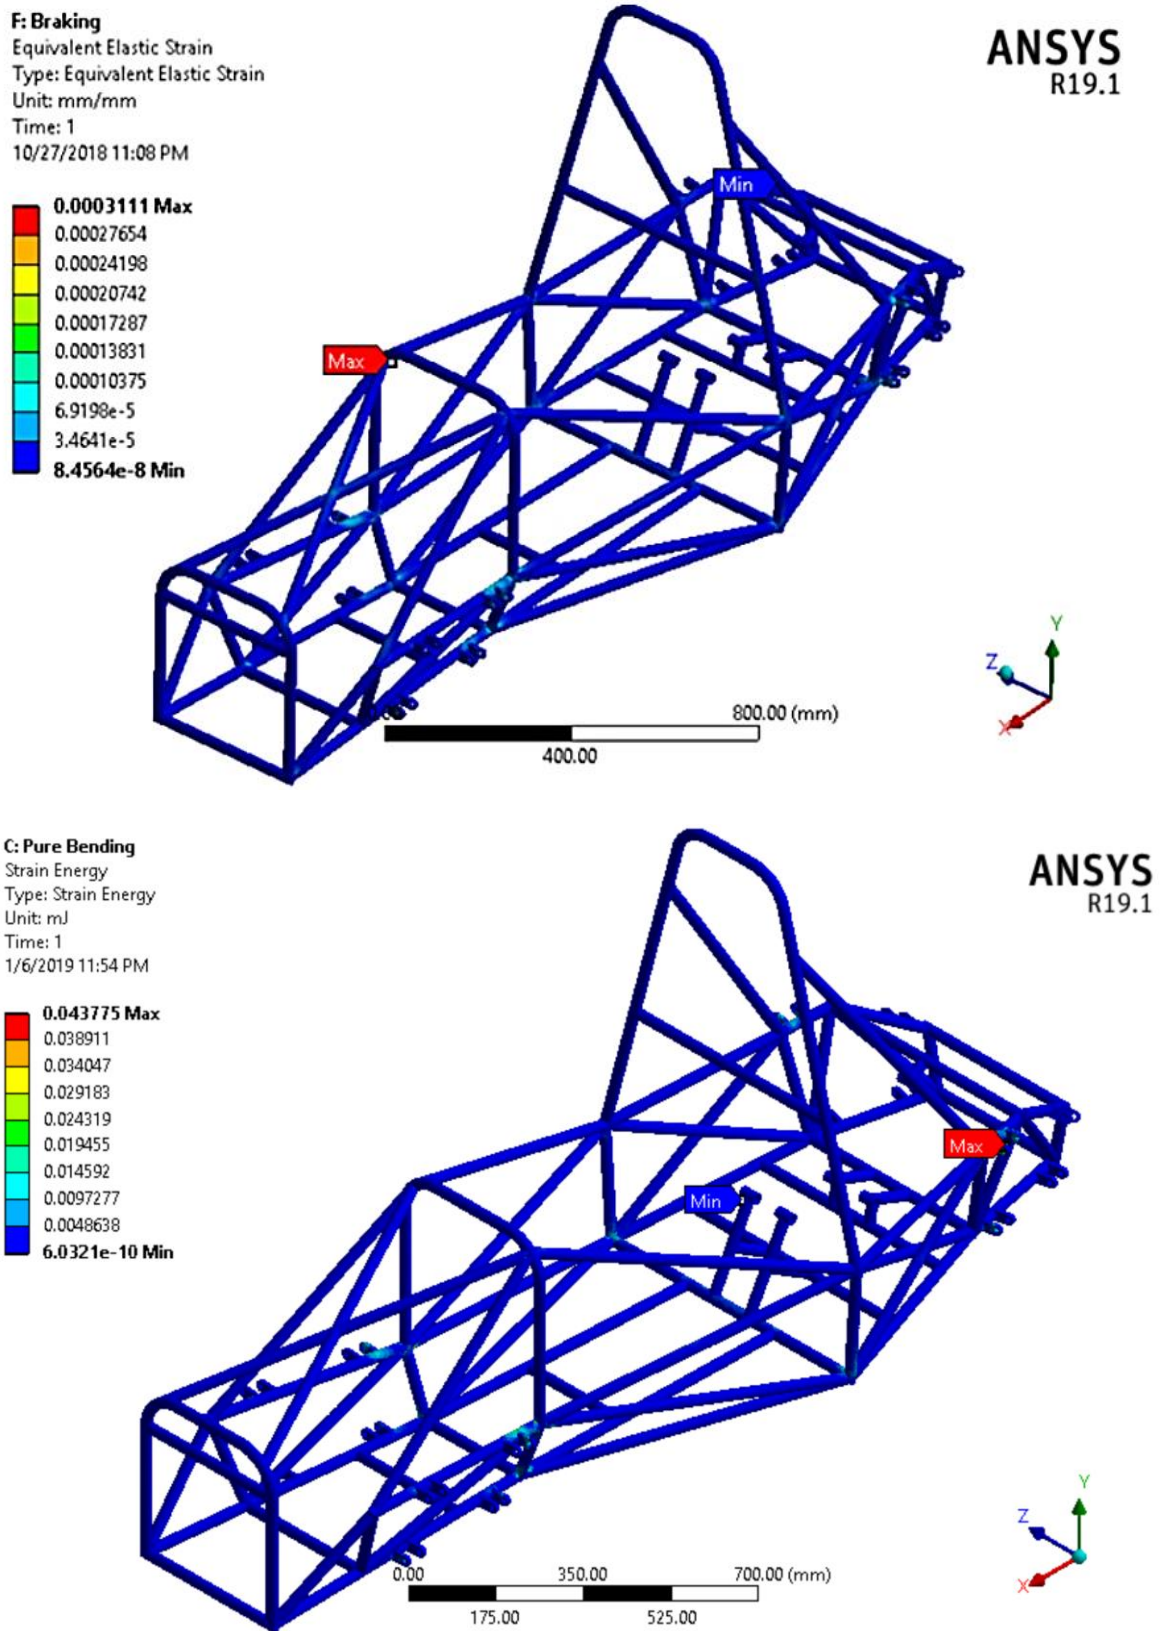 F: Braking
Equivalent Elastic Strain
Type: Equivalent Elastic Strain
Unit: mm/mm
Time: 1
10/27/2018 11:08 PM
ANSYS
R19.1
0.0003111 Max
0.00027654
0.00024198
0.00020742
0.00017287
0.00013831
0.00010375
6.9198e-5
3.4641e-5
8.4564e-8 Min
Min
Max
Y
Z
X
800.00 (mm)
400.00
C: Pure Bending
Strain Energy
Type: Strain Energy
Unit: mJ
Time: 1
1/6/2019 11:54 PM
ANSYS
R19.1
0.043775 Max
0.038911
0.034047
0.029183
0.024319
0.019455
0.014592
0.0097277
0.0048638
6.0321e-10 Min
Max
Min
Y
Z
X
0.00 350.00 700.00 (mm)
175.00 525.00